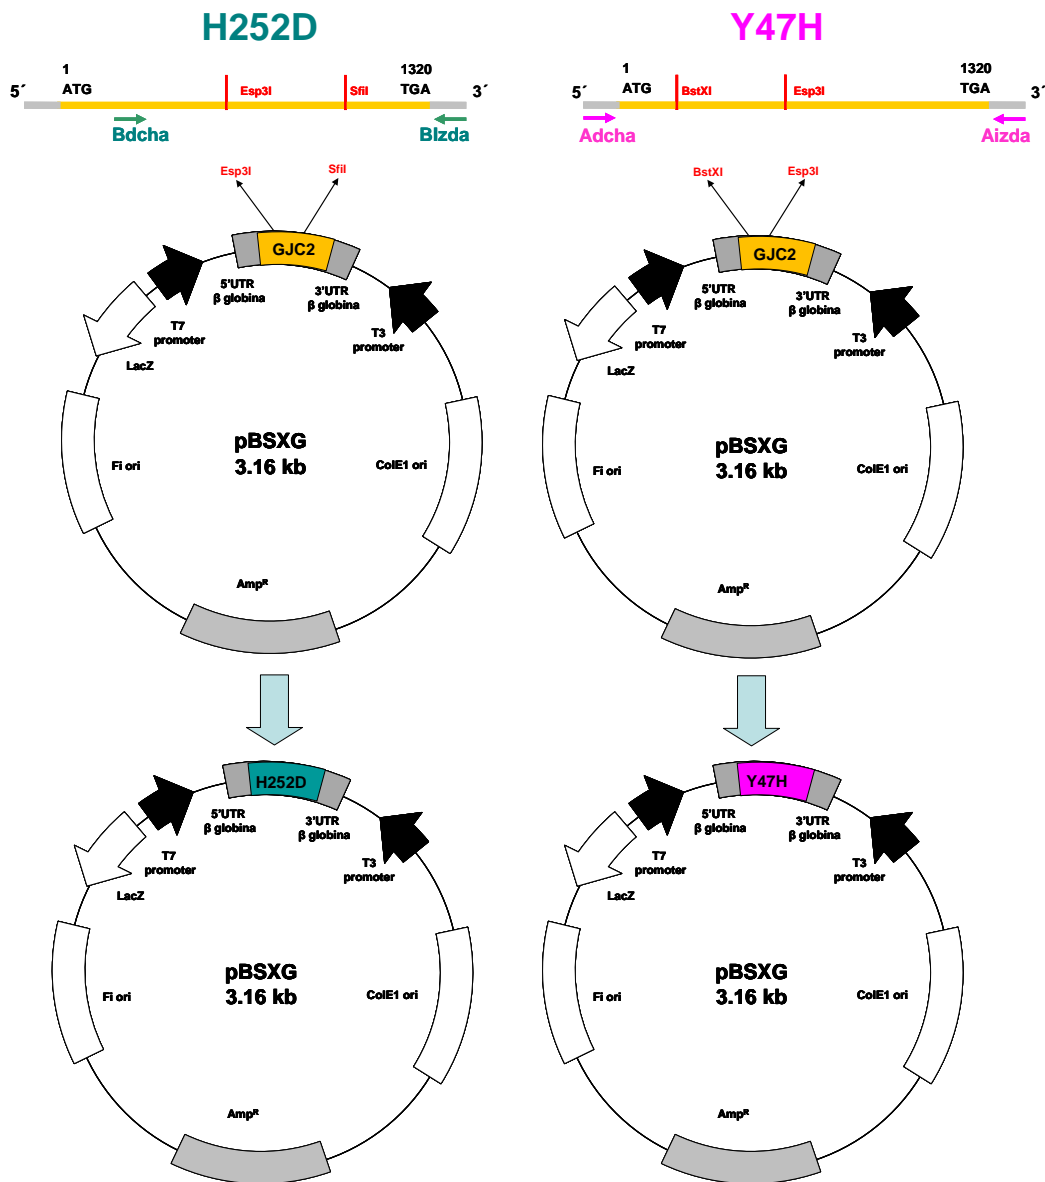 H252D
1
1320
5´
ATG
Esp3I
SfiI
TGA
3´
Bdcha
BIzda
Esp3I
SfiI
GJC2
5'UTR
β globina
3'UTR
β globina
T7
promoter
T3
promoter
LacZ
Fi ori
pBSXG
3.16 kb
ColE1 ori
AmpR
H252D
5'UTR
β globina
3'UTR
β globina
T7
promoter
T3
promoter
LacZ
Fi ori
pBSXG
3.16 kb
ColE1 ori
AmpR
Y47H
1
1320
5´
ATG
BstXI
Esp3I
TGA
3´
Adcha
Aizda
BstXI
Esp3I
GJC2
5'UTR
β globina
3'UTR
β globina
T7
promoter
T3
promoter
LacZ
Fi ori
pBSXG
3.16 kb
ColE1 ori
AmpR
Y47H
5'UTR
β globina
3'UTR
β globina
T7
promoter
T3
promoter
LacZ
Fi ori
pBSXG
3.16 kb
ColE1 ori
AmpR